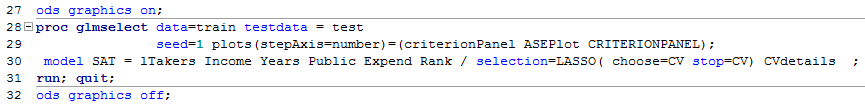 27 ods graphics on;
28 proc glmselect data=train testdata = test
29 seed=1 plots(stepAxis=number)=(criterionPanel ASEPlot CRITERIONPANEL);
30 model SAT = lTakers Income Years Public Expend Rank / selection=LASSO( choose=CV stop=CV) CVdetails ;
31 run; quit;
32 ods graphics off;